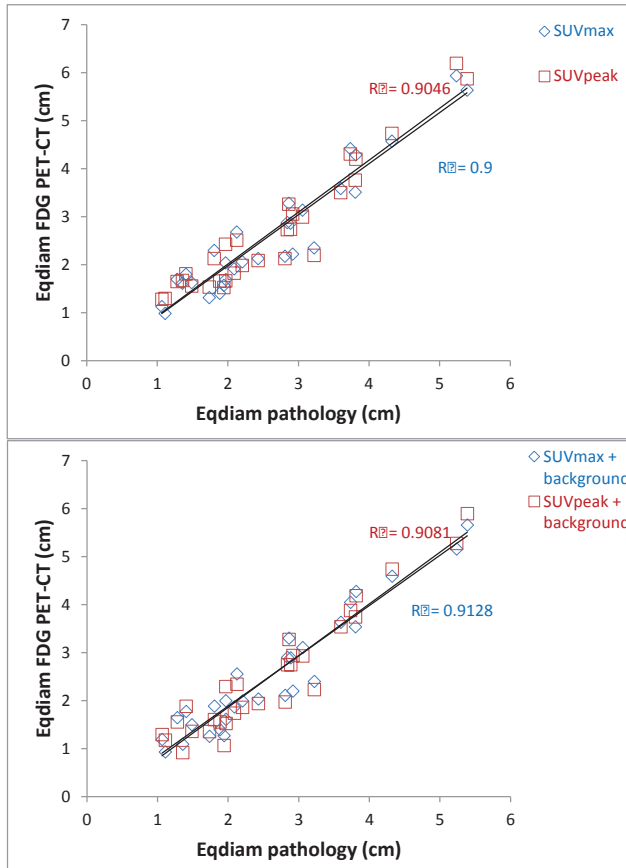 7
6
5
4
3
2
1
0
Eqdiam FDG PET-CT (cm)
SUVmax
SUVpeak
R⍰= 0.9046
R⍰= 0.9
0 1 2 3 4 5 6
Eqdiam pathology (cm)
7
6
5
4
3
2
1
0
Eqdiam FDG PET-CT (cm)
SUVmax +
background
SUVpeak +
background
R⍰= 0.9081
R⍰= 0.9128
0 1 2 3 4 5 6
Eqdiam pathology (cm)